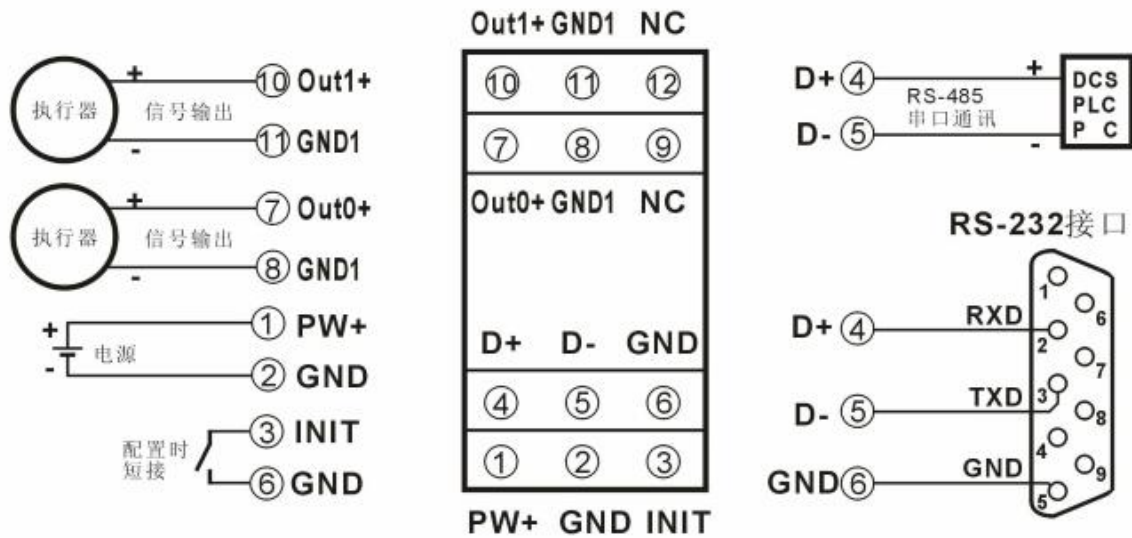 Out1+ GND1 NC
⑩ ⑪ ⑫
⑦ ⑧ ⑨
Out0+ GND1 NC
D+ D- GND
④ ⑤ ⑥
① ② ③
PW+ GND INIT
执行器
+
信号输出
-
⑩ Out1+
⑪ GND1
执行器
+
信号输出
-
⑦ Out0+
⑧ GND1
+
-
电源
① PW+
② GND
配置时
短接
③ INIT
⑥ GND
D+ ④
D- ⑤
+
RS-485
串口通讯
-
DCS
PLC
P C
RS-232接口
D+ ④ RXD
D- ⑤ TXD
GND ⑥ GND
1
6
2
7
3
8
4
9
5